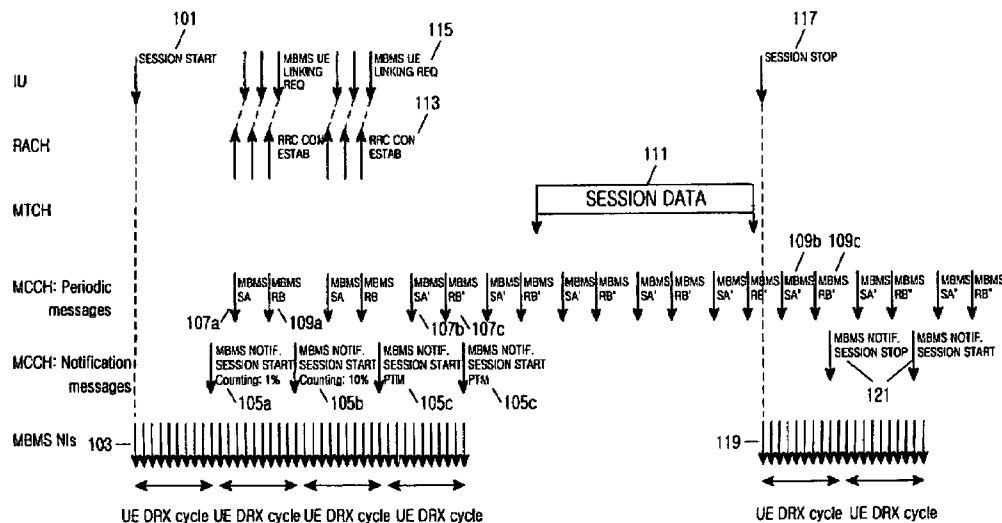 101
117
SESSION START
115
SESSION STOP
IU
MBMS UE
LINKING
REQ
MBMS UE
LINKING REQ
113
RACH
RRC CON
ESTAB
RRC CON
ESTAB
111
MTCH
SESSION DATA
109b 109c
MCCH: Periodic
messages
MBMS
SA
MBMS
RB
MBMS
SA
MBMS
RB
MBMS
SA'
MBMS
RB'
MBMS
SA'
MBMS
RB'
MBMS
SA'
MBMS
RB'
MBMS
SA'
MBMS
RB'
MBMS
SA'
MBMS
RB'
MBMS
SA"
MBMS
RB'
MBMS
SA'
MBMS
RB"
MBMS
SA"
MBMS
RB"
107a
109a
107b
107c
MCCH: Notification
messages
MBMS NOTIF.
SESSION START
Counting: 1%
MBMS NOTIF.
SESSION START
Counting: 10%
MBMS NOTIF.
SESSION START
PTM
MBMS NOTIF.
SESSION START
PTM
MBMS NOTIF.
SESSION STOP
MBMS NOTIF.
SESSION START
105a
105b
105c
105c
121
MBMS NIs
103
119
UE DRX cycle UE DRX cycle UE DRX cycle UE DRX cycle
UE DRX cycle UE DRX cycle